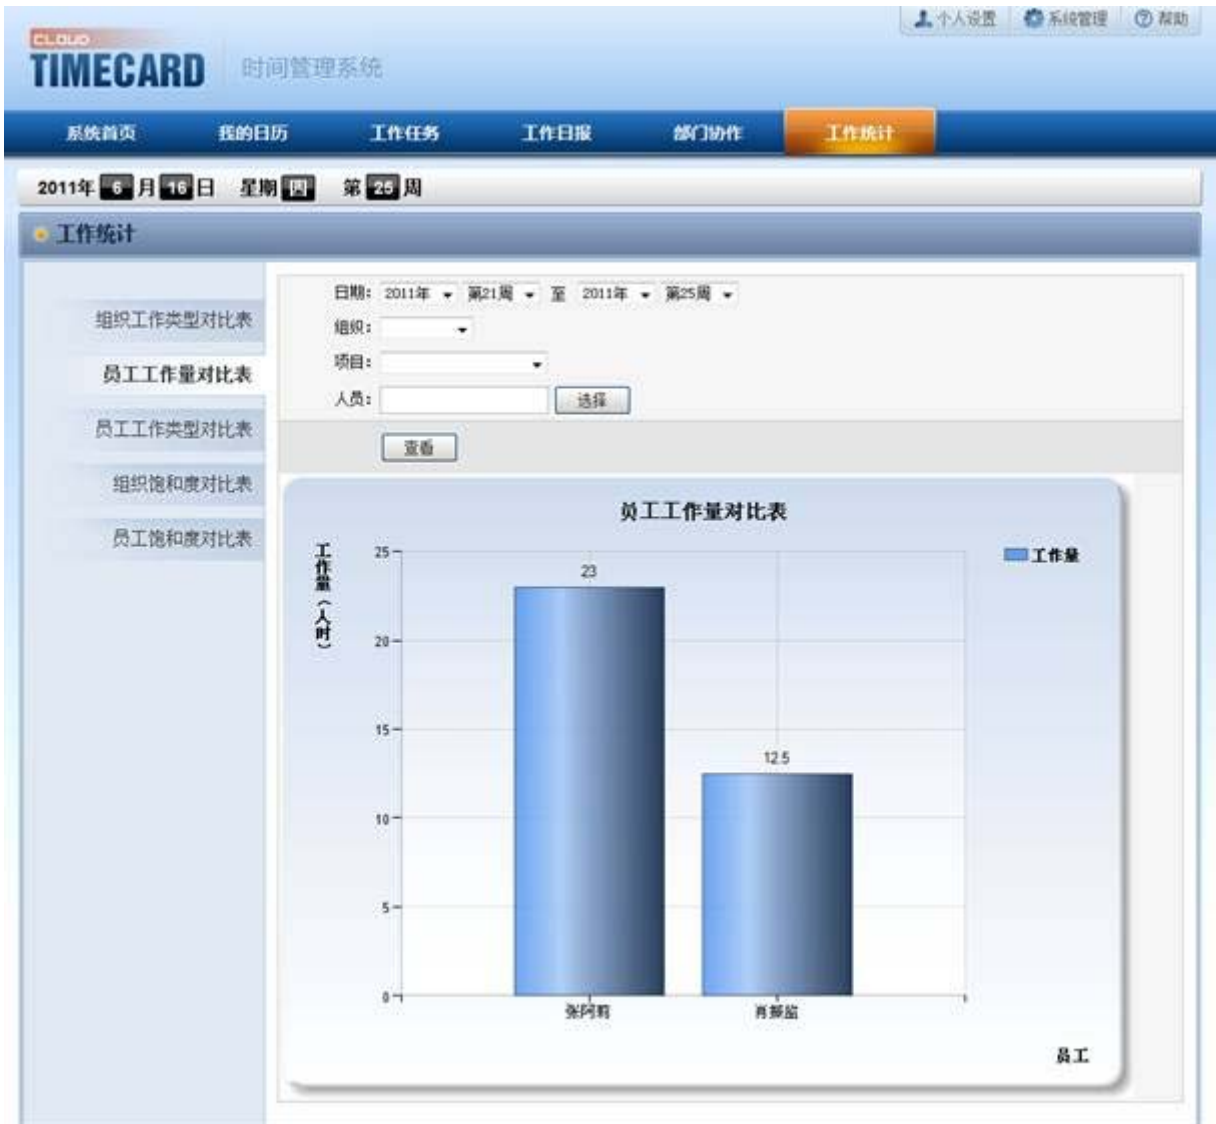 个人设置 系统管理 帮助
CLOUD
TIMECARD 时间管理系统
系统首页 我的日历 工作任务 工作日报 部门协作 工作统计
2011年 6 月 16 日 星期 四 第 25 周
工作统计
组织工作类型对比表
员工工作量对比表
员工工作类型对比表
组织饱和度对比表
员工饱和度对比表
日期: 2011年 第21周 至 2011年 第25周
组织:
项目:
人员: 选择
查看
员工工作量对比表
工作量（人时）
工作量
25
20
15
10
5
0
23
12.5
张阿莉
员工